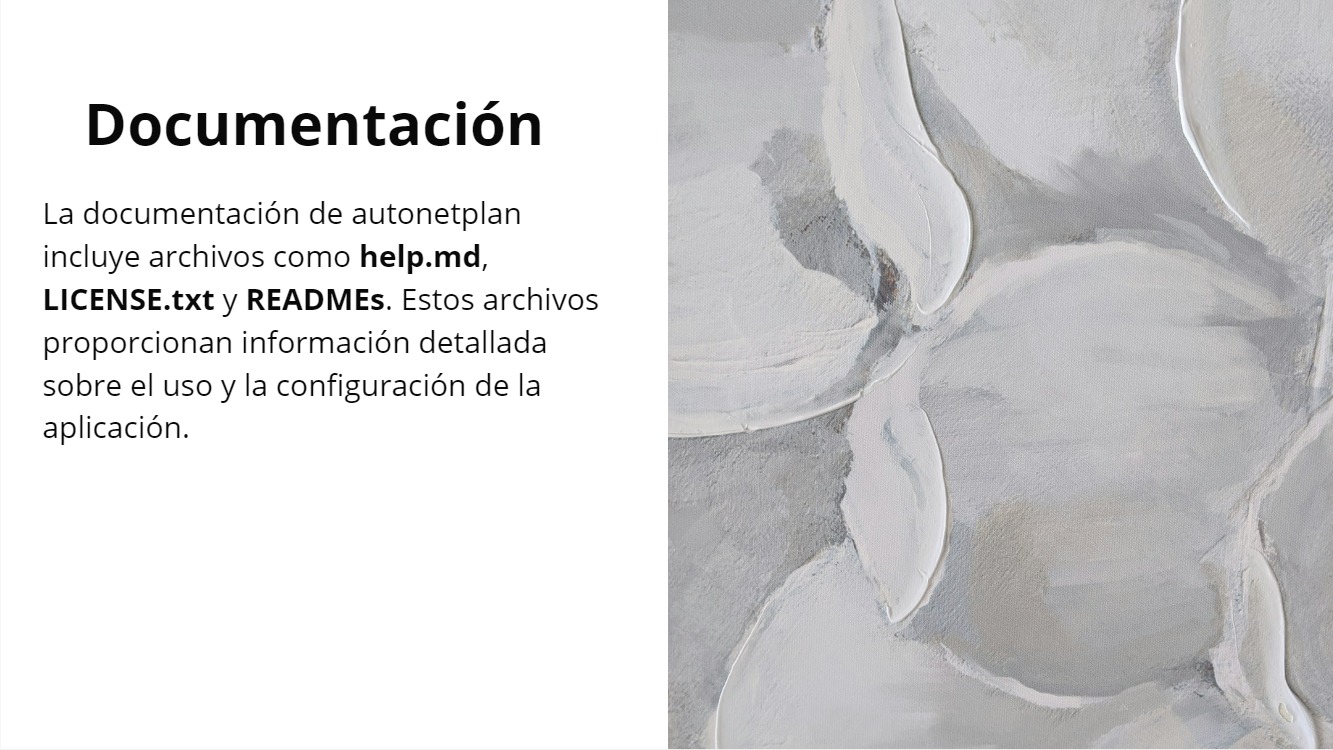 Documentación
La documentación de autonetplan
incluye archivos como help.md,
LICENSE.txt y READMEs. Estos archivos
proporcionan información detallada
sobre el uso y la configuración de la
aplicación.